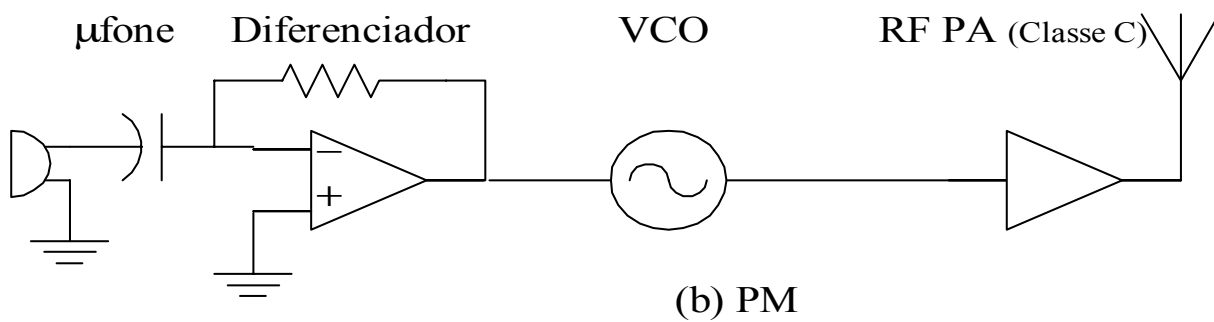 μfone Diferenciador VCO RF PA (Classe C)
−
+
(b) PM